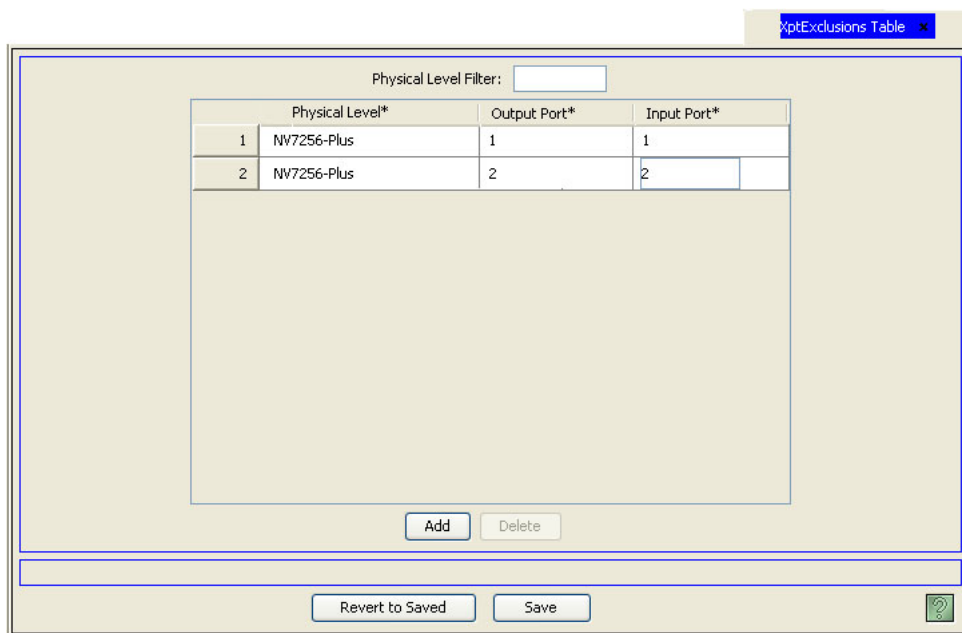 XptExclusions Table ×
Physical Level Filter:
Physical Level* Output Port* Input Port*
1 NV7256-Plus 1 1
2 NV7256-Plus 2 2
Add Delete
Revert to Saved Save ?